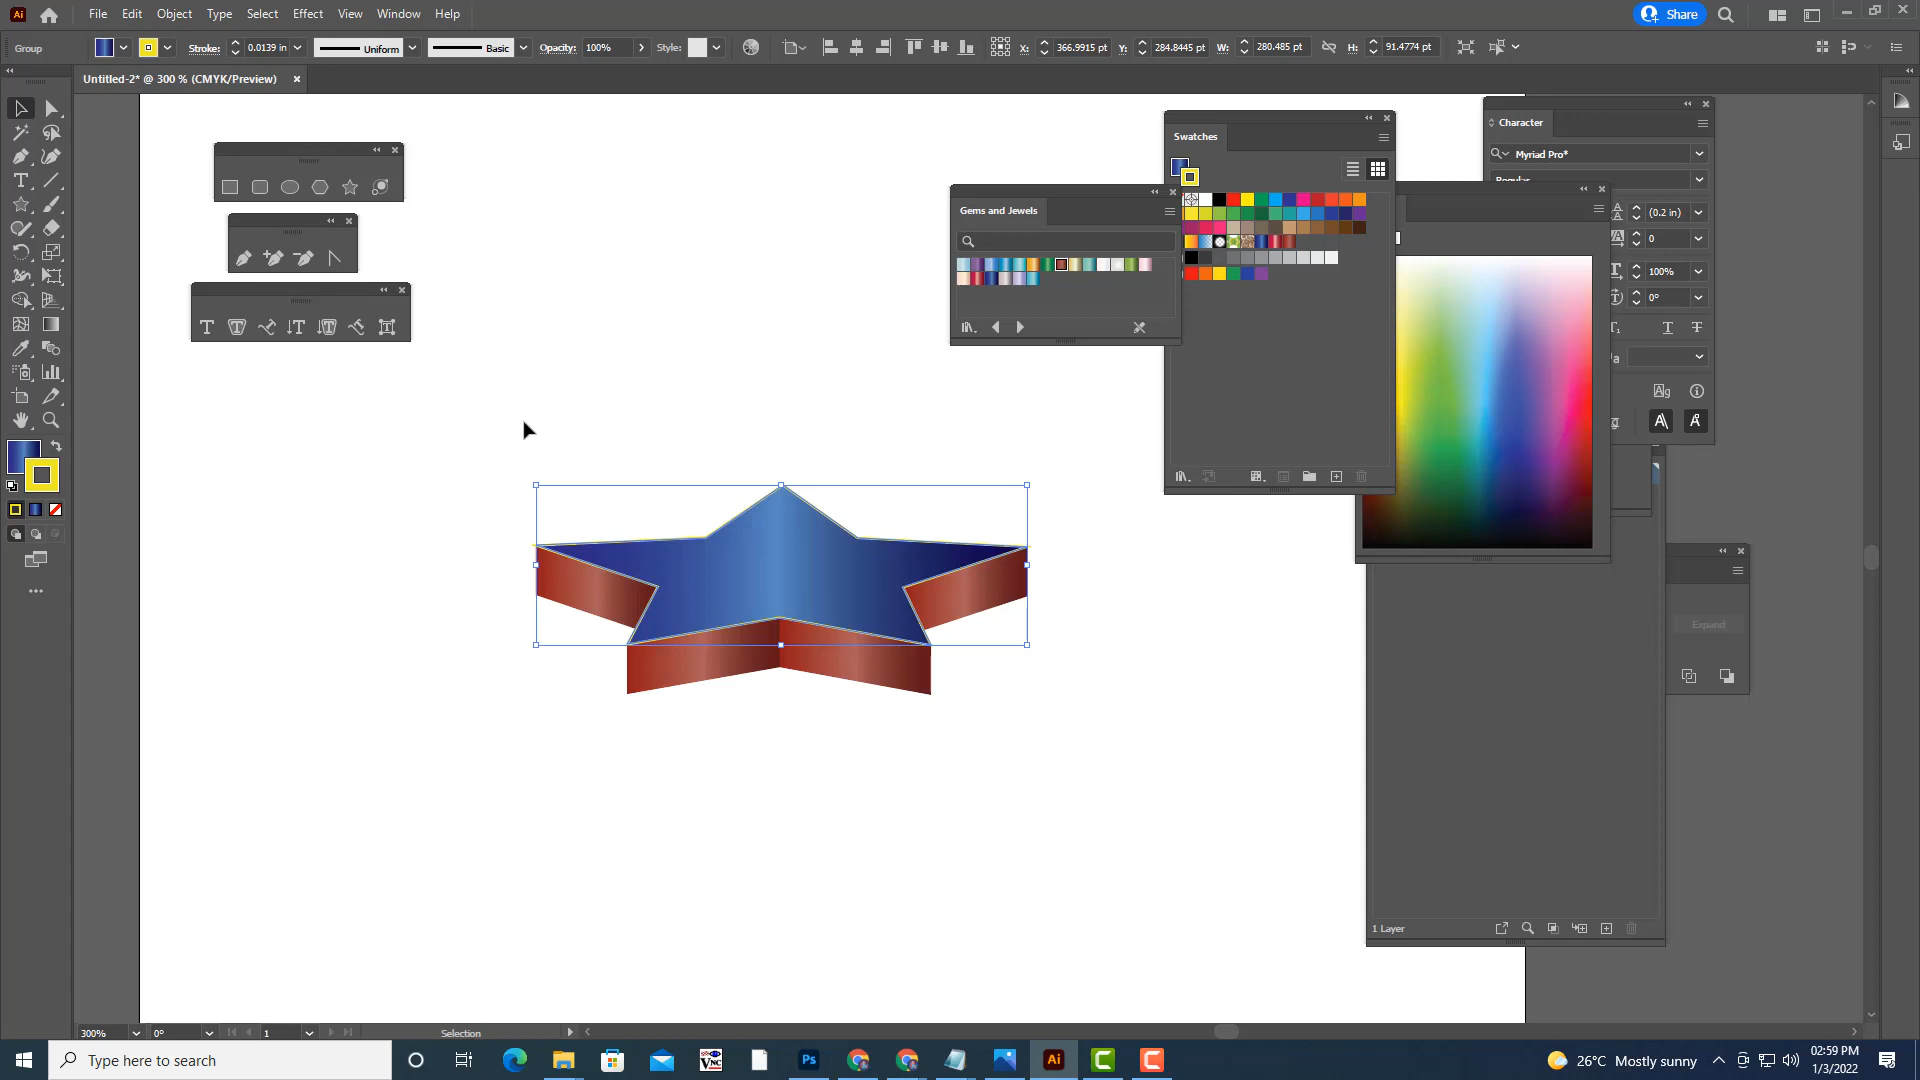 Ai File Edit Object Type Select Effect View Window Help Share
Group Stroke: 0.0139 in Uniform Basic Opacity: 100% Style: X: 366.9915 pt Y: 284.8445 pt W: 280.485 pt H: 91.4774 pt
Untitled-2* @ 300 % (CMYK/Preview)
Character
Swatches
Myriad Pro*
Regular
Gems and Jewels
(0.2 in)
0
100%
0°
Expand
1 Layer
300% 0° 1 Selection
Type here to search
Ps
Ai
26°C Mostly sunny
02:59 PM
1/3/2022